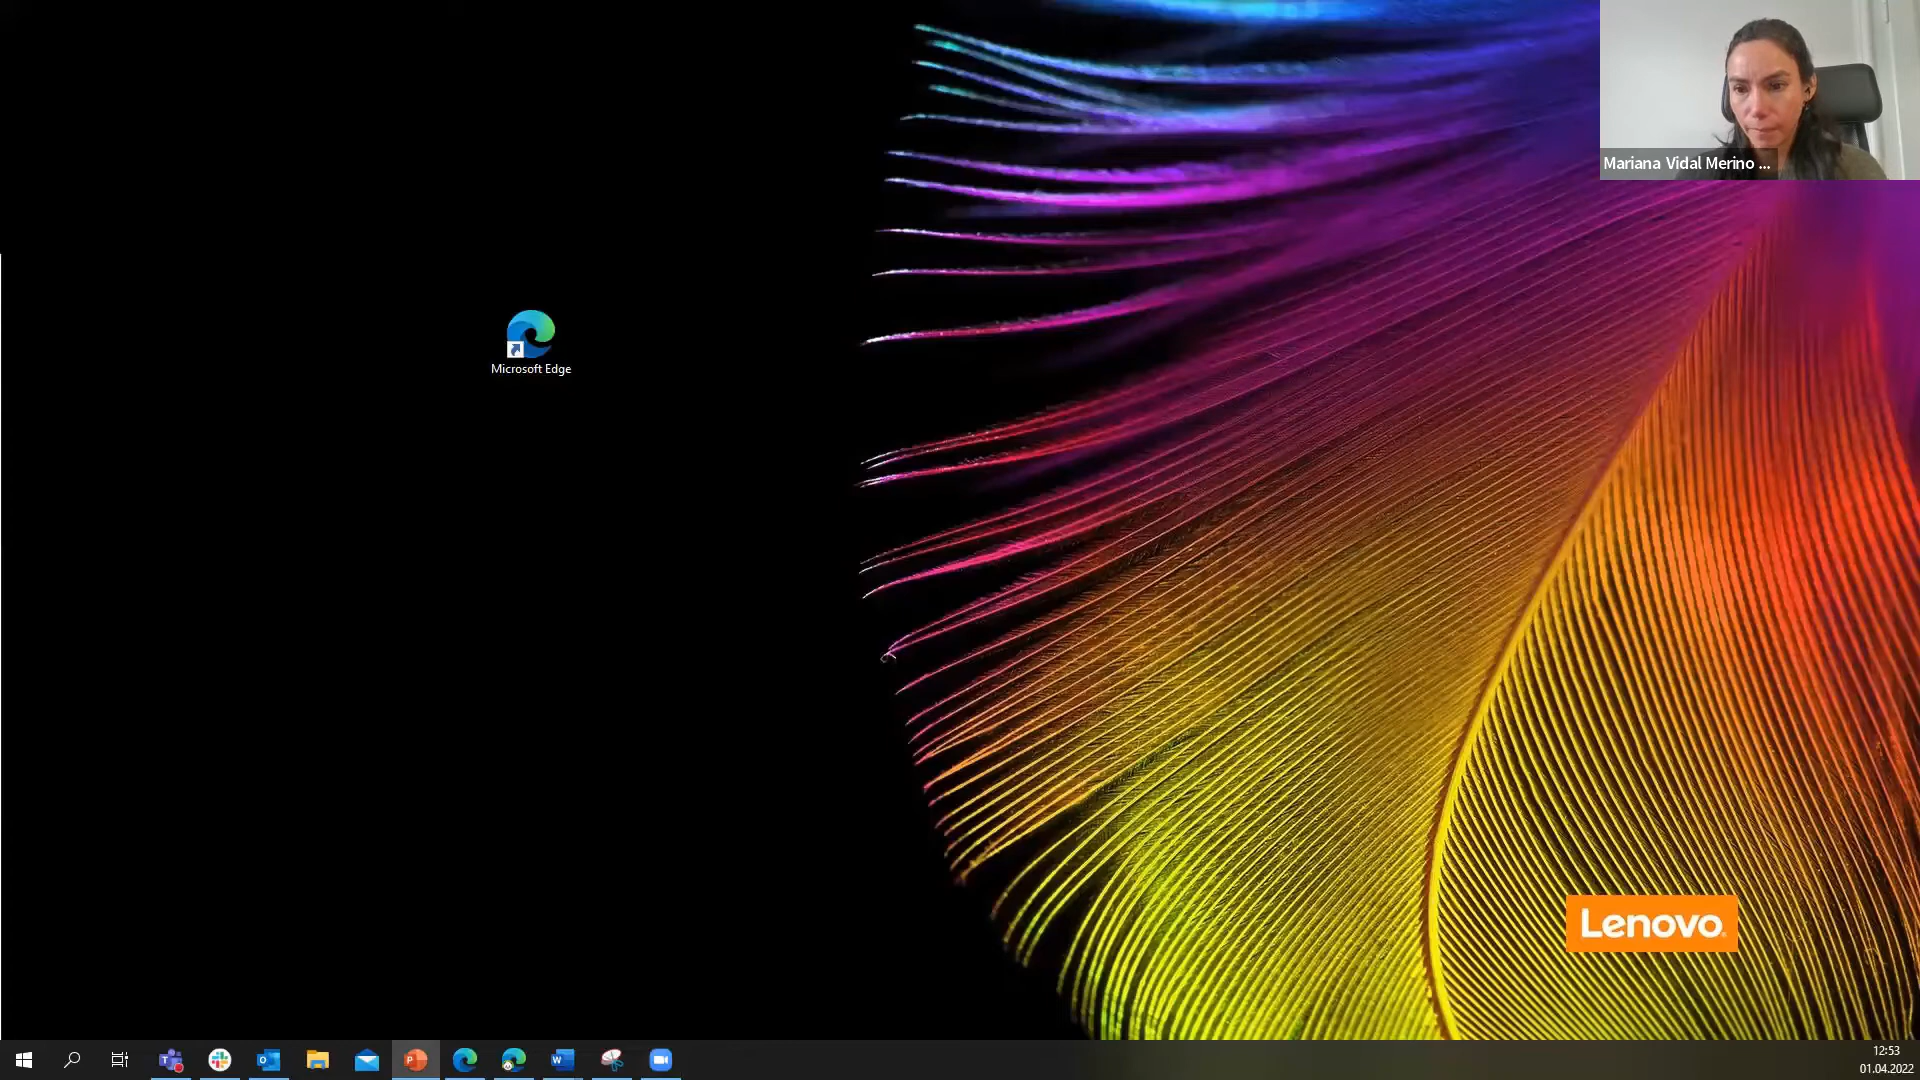 Mariana Vidal Merino ...
Microsoft Edge
Lenovo
12:53
01.04.2022